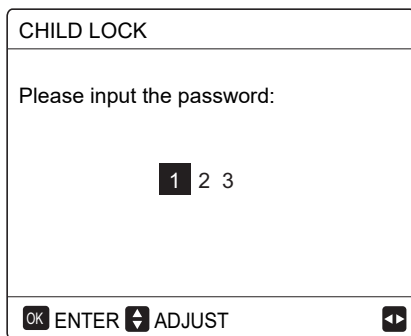 CHILD LOCK
Please input the password:
1 2 3
OK ENTER ADJUST